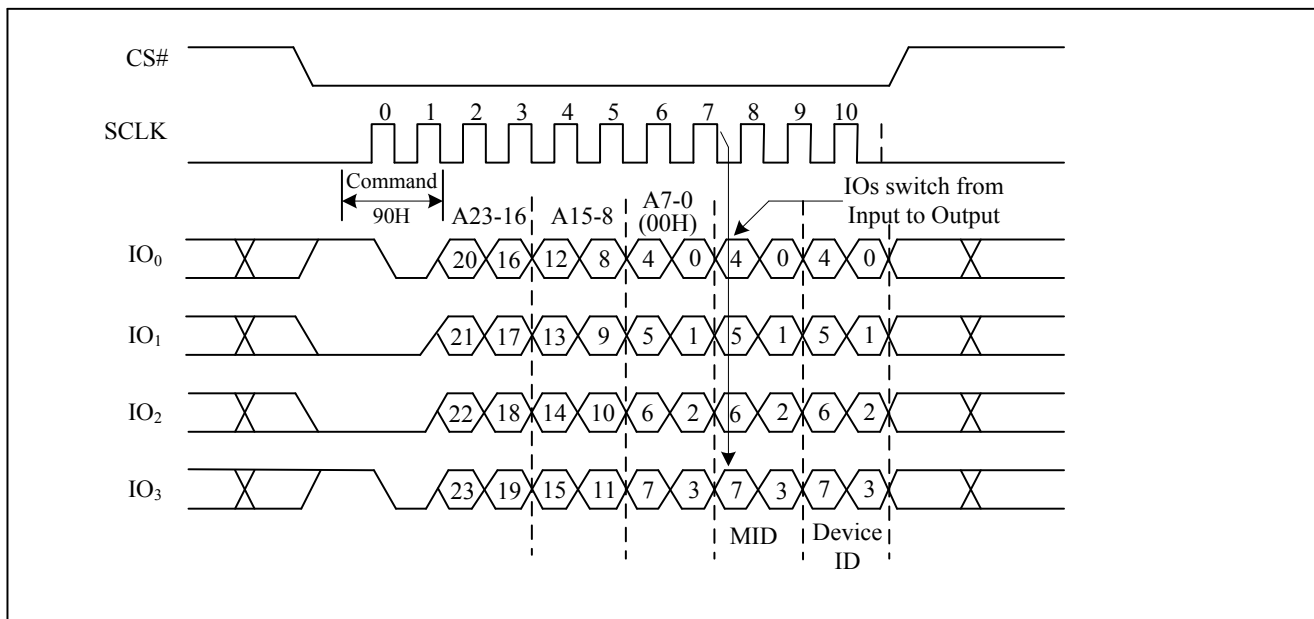 CS#
0 1 2 3 4 5 6 7 8 9 10
SCLK
Command
90H
A23-16 A15-8 A7-0
(00H)
IOs switch from
Input to Output
IO₀ 20 16 12 8 4 0 4 0 4 0
IO₁ 21 17 13 9 5 1 5 1 5 1
IO₂ 22 18 14 10 6 2 6 2 6 2
IO₃ 23 19 15 11 7 3 7 3 7 3
MID Device
ID